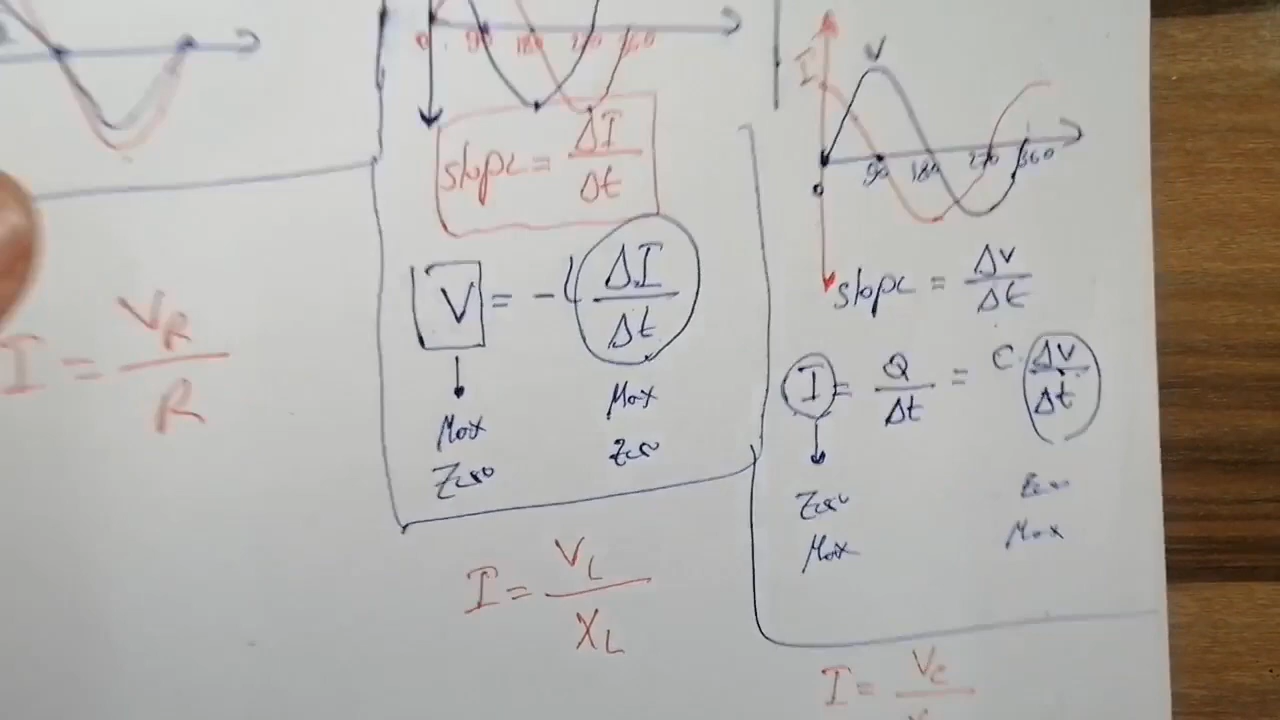 I = V_R / R
0 90 180 270 360
slope = ΔI / Δt
V = -L ΔI / Δt
Max Max
Zero Zero
I = V_L / X_L
I
V
0 90 180 270 360
slope = ΔV / Δt
I = Q / Δt = C. ΔV / Δt
Zero Zero
Max Max
I = V_C